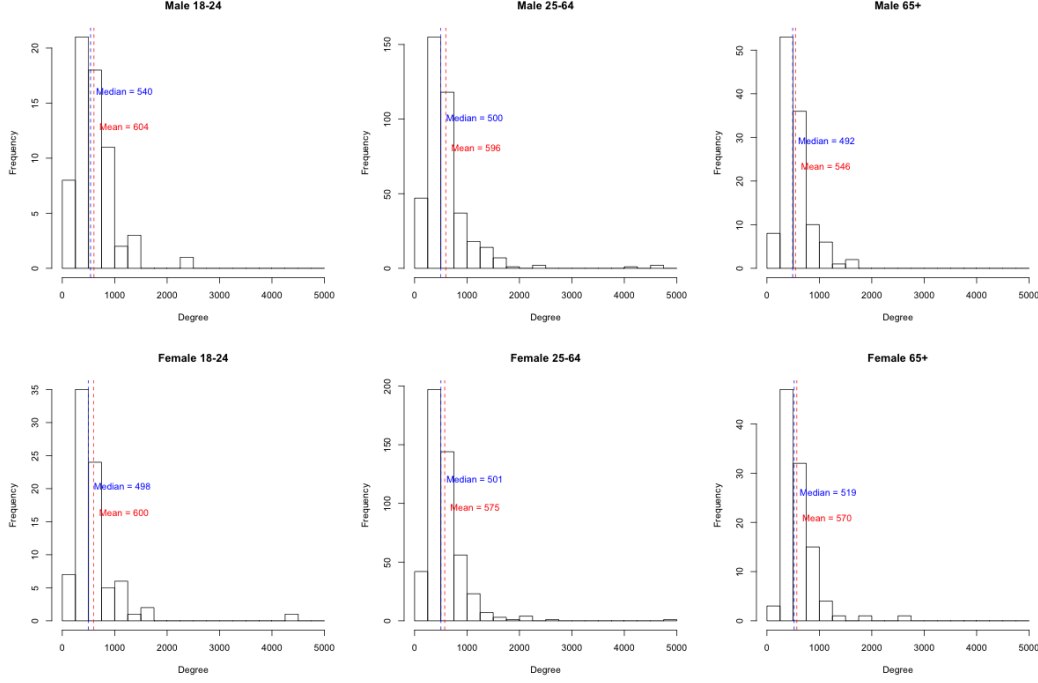 Male 18-24
Frequency
0
5
10
15
20
Median = 540
Mean = 604
0 1000 2000 3000 4000 5000
Degree
Male 25-64
Frequency
0
50
100
150
Median = 500
Mean = 596
0 1000 2000 3000 4000 5000
Degree
Male 65+
Frequency
0
10
20
30
40
50
Median = 492
Mean = 546
0 1000 2000 3000 4000 5000
Degree
Female 18-24
Frequency
0
5
10
15
20
25
30
35
Median = 498
Mean = 600
0 1000 2000 3000 4000 5000
Degree
Female 25-64
Frequency
0
50
100
150
200
Median = 501
Mean = 575
0 1000 2000 3000 4000 5000
Degree
Female 65+
Frequency
0
10
20
30
40
Median = 519
Mean = 570
0 1000 2000 3000 4000 5000
Degree